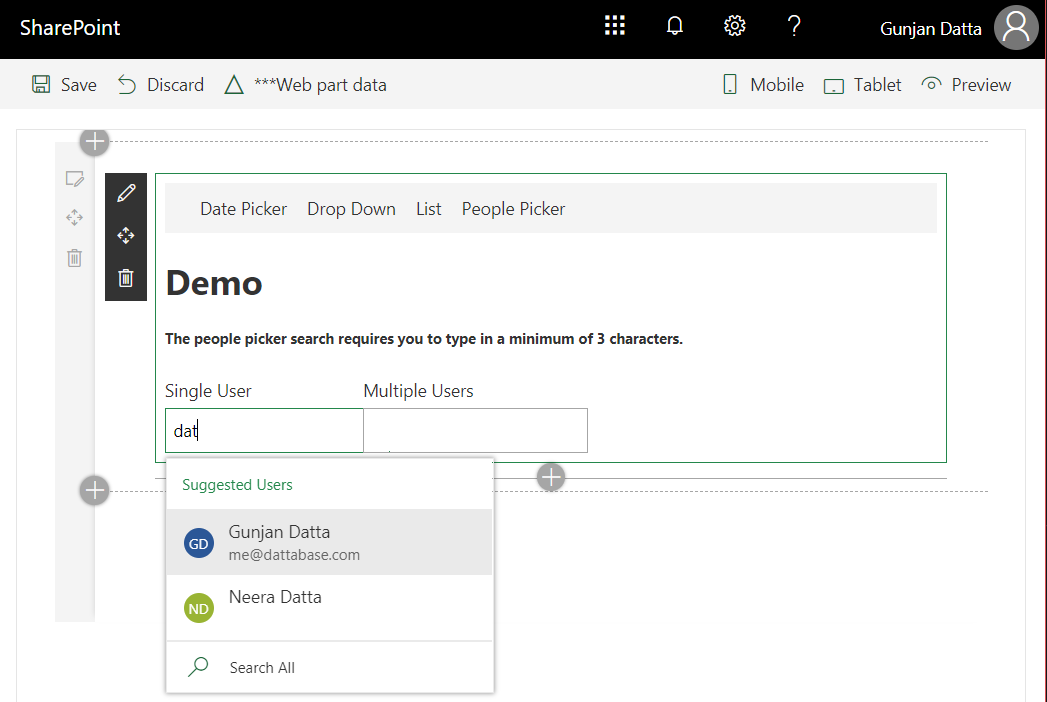 SharePoint ? Gunjan Datta
Save Discard ***Web part data Mobile Tablet Preview
Date Picker Drop Down List People Picker
Demo
The people picker search requires you to type in a minimum of 3 characters.
Single User Multiple Users
dat
Suggested Users
GD Gunjan Datta
me@dattabase.com
ND Neera Datta
Search All